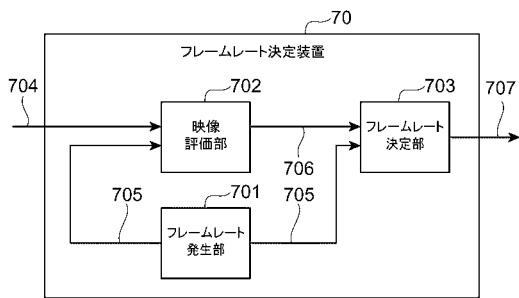 70
フレームレート決定装置
704
702
703
707
映像
評価部
フレームレート
決定部
706
701
705
705
フレームレート
発生部